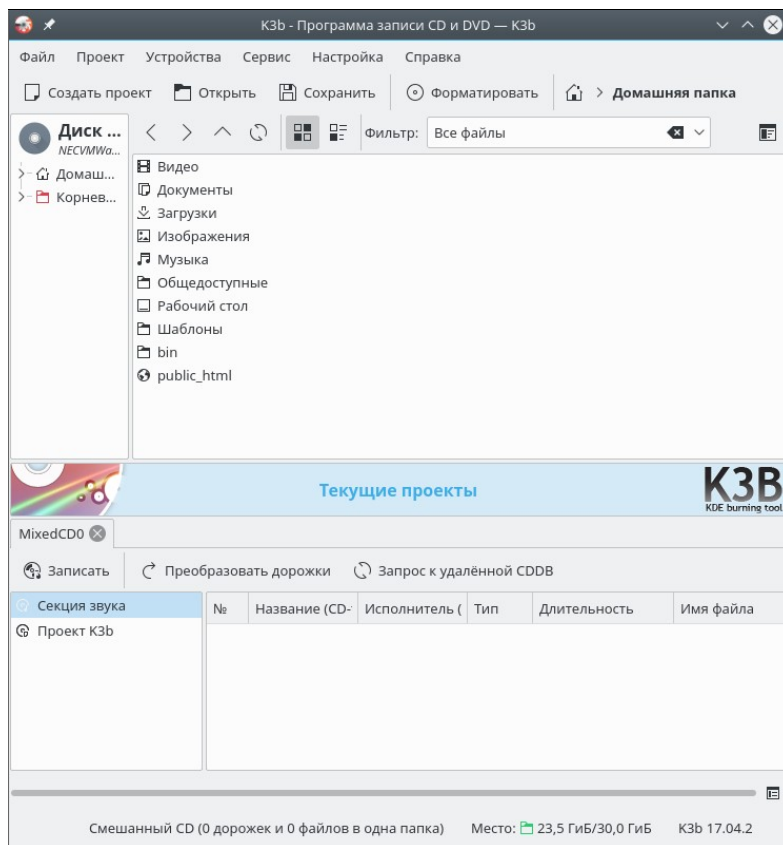 K3b - Программа записи CD и DVD — K3b
Файл Проект Устройства Сервис Настройка Справка
Создать проект Открыть Сохранить Форматировать > Домашняя папка
Диск ...
NECVMWa...
Домаш...
Корнев...
Фильтр: Все файлы
Видео
Документы
Загрузки
Изображения
Музыка
Общедоступные
Рабочий стол
Шаблоны
bin
public_html
Текущие проекты
K3B
KDE burning tool
MixedCD0
Записать Преобразовать дорожки Запрос к удалённой CDDB
Секция звука
Проект K3b
№ Название (CD- Исполнитель ( Тип Длительность Имя файла
Смешанный CD (0 дорожек и 0 файлов в одна папка) Место: 23,5 ГиБ/30,0 ГиБ K3b 17.04.2